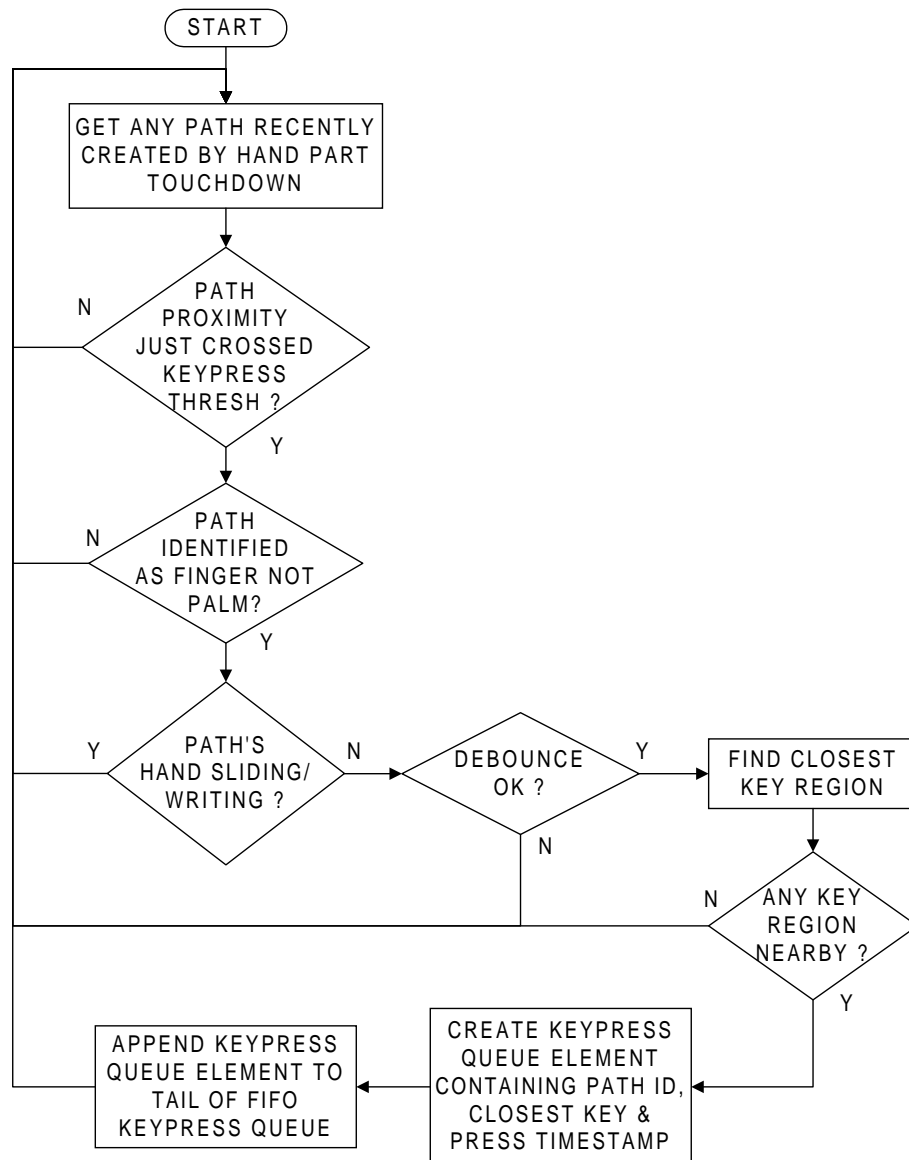 START
GET ANY PATH RECENTLY
CREATED BY HAND PART
TOUCHDOWN
N
PATH
PROXIMITY
JUST CROSSED
KEYPRESS
THRESH ?
Y
N
PATH
IDENTIFIED
AS FINGER NOT
PALM?
Y
Y
PATH'S
HAND SLIDING/
WRITING ?
N
DEBOUNCE
OK ?
Y
N
FIND CLOSEST
KEY REGION
N
ANY KEY
REGION
NEARBY ?
Y
CREATE KEYPRESS
QUEUE ELEMENT
CONTAINING PATH ID,
CLOSEST KEY &
PRESS TIMESTAMP
APPEND KEYPRESS
QUEUE ELEMENT TO
TAIL OF FIFO
KEYPRESS QUEUE